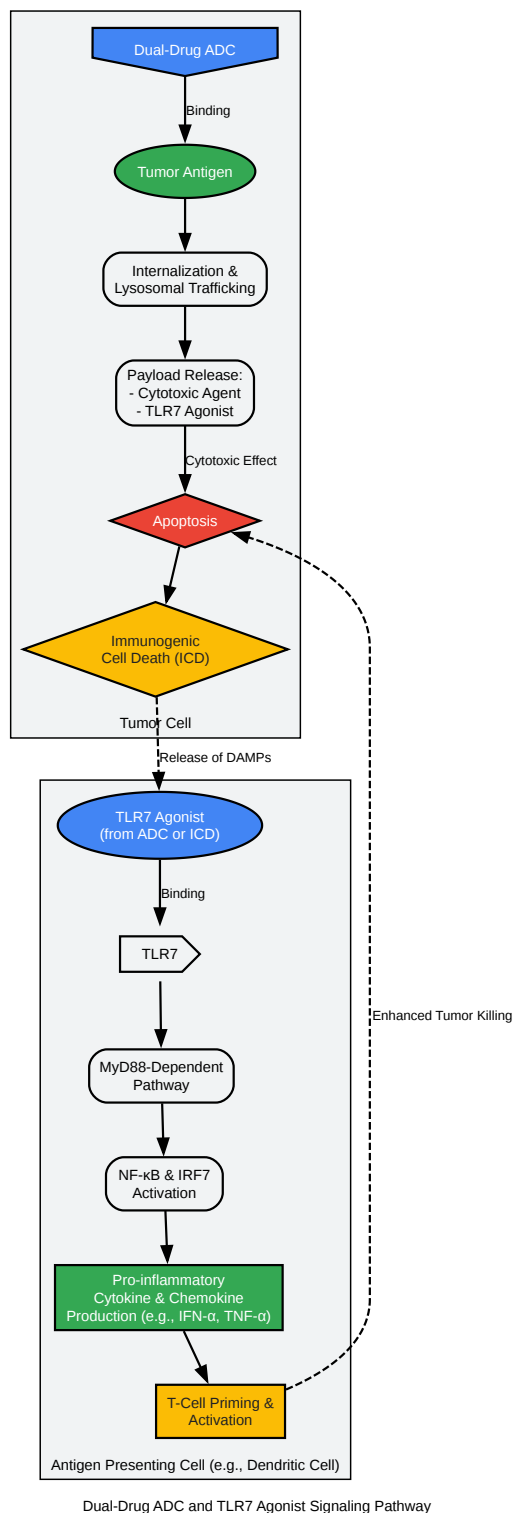 Dual-Drug ADC
Binding
Tumor Antigen
Internalization &
Lysosomal Trafficking
Payload Release:
- Cytotoxic Agent
- TLR7 Agonist
Cytotoxic Effect
Apoptosis
Immunogenic
Cell Death (ICD)
Tumor Cell
Release of DAMPs
TLR7 Agonist
(from ADC or ICD)
Binding
TLR7
Enhanced Tumor Killing
MyD88-Dependent
Pathway
NF-κB & IRF7
Activation
Pro-inflammatory
Cytokine & Chemokine
Production (e.g., IFN-α, TNF-α)
T-Cell Priming &
Activation
Antigen Presenting Cell (e.g., Dendritic Cell)
Dual-Drug ADC and TLR7 Agonist Signaling Pathway